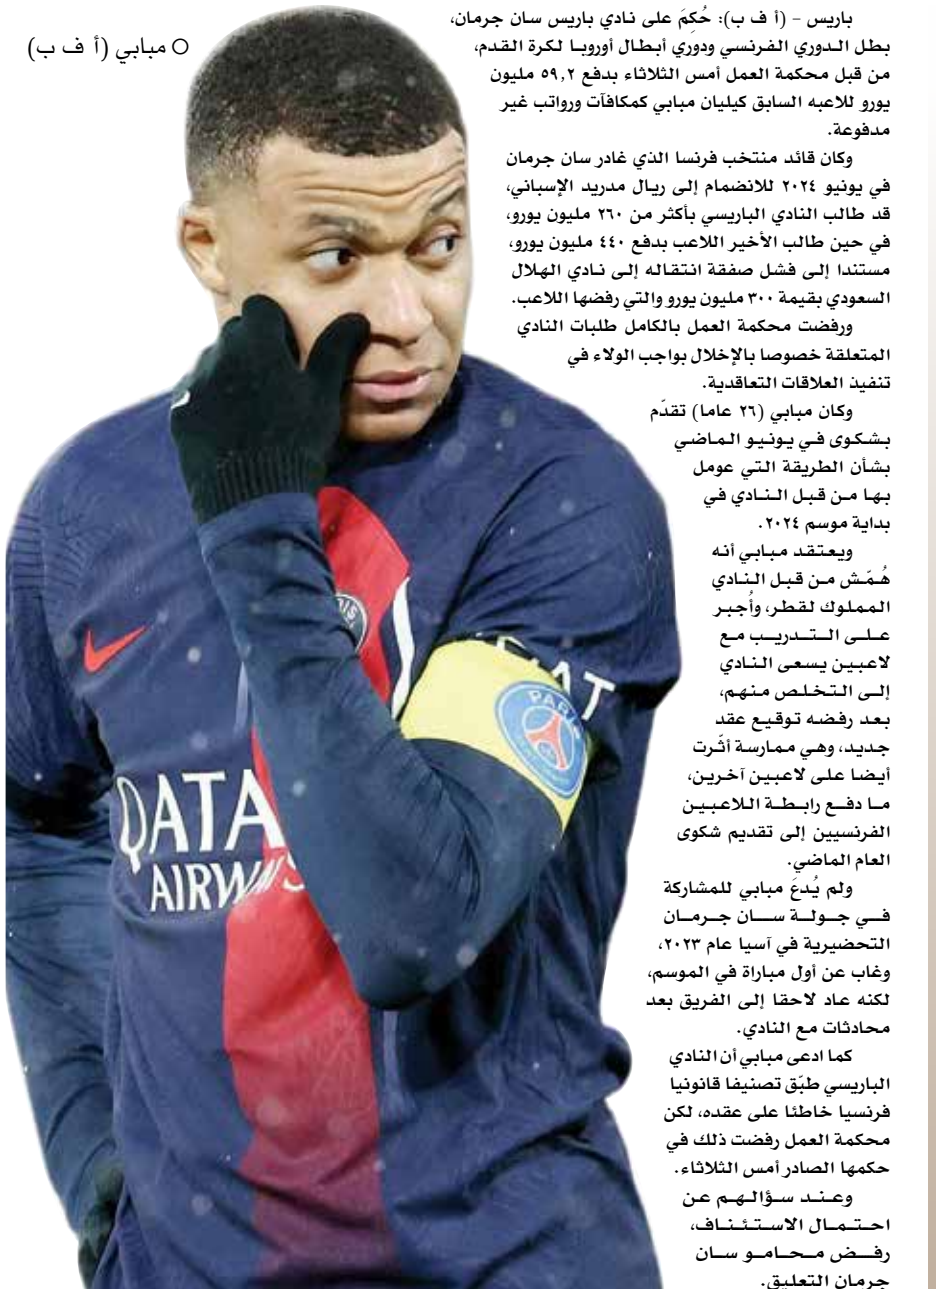 باريس – (أ ف ب): حُكِمَ على نادي باريس سان جرمان،
بطل الدوري الفرنسي ودوري أبطال أوروبا لكرة القدم،
من قبل محكمة العمل أمس الثلاثاء بدفع ٥٩,٢ مليون
يورو للاعبه السابق كيليان مبابي كمكافآت ورواتب غير
مدفوعة.
وكان قائد منتخب فرنسا الذي غادر سان جرمان
في يونيو ٢٠٢٤ للانضمام إلى ريال مدريد الإسباني،
قد طالب النادي الباريسي بأكثر من ٢٦٠ مليون يورو،
في حين طالب الأخير اللاعب بدفع ٤٤٠ مليون يورو،
مستندا إلى فشل صفقة انتقاله إلى نادي الهلال
السعودي بقيمة ٣٠٠ مليون يورو والتي رفضها اللاعب.
ورفضت محكمة العمل بالكامل طلبات النادي
المتعلقة خصوصا بالإخلال بواجب الولاء في
تنفيذ العلاقات التعاقدية.
وكان مبابي (٢٦ عاما) تقدّم
بشكوى في يونيو الماضي
بشأن الطريقة التي عومل
بها من قبل النادي في
بداية موسم ٢٠٢٤.
ويعتقد مبابي أنه
هُمّش من قبل النادي
المملوك لقطر، وأُجبر
على التدريب مع
لاعبين يسعى النادي
إلى التخلص منهم،
بعد رفضه توقيع عقد
جديد، وهي ممارسة أثّرت
أيضا على لاعبين آخرين،
ما دفع رابطة اللاعبين
الفرنسيين إلى تقديم شكوى
العام الماضي.
ولم يُدعَ مبابي للمشاركة
في جولة سان جرمان
التحضيرية في آسيا عام ٢٠٢٣،
وغاب عن أول مباراة في الموسم،
لكنه عاد لاحقا إلى الفريق بعد
محادثات مع النادي.
كما ادعى مبابي أن النادي
الباريسي طبّق تصنيفا قانونيا
فرنسيا خاطئا على عقده، لكن
محكمة العمل رفضت ذلك في
حكمها الصادر أمس الثلاثاء.
وعند سؤالهم عن
احتمال الاستئناف،
رفض محامو سان
جرمان التعليق.
○ مبابي (أ ف ب)
PARIS
QATA
AIRWAYS